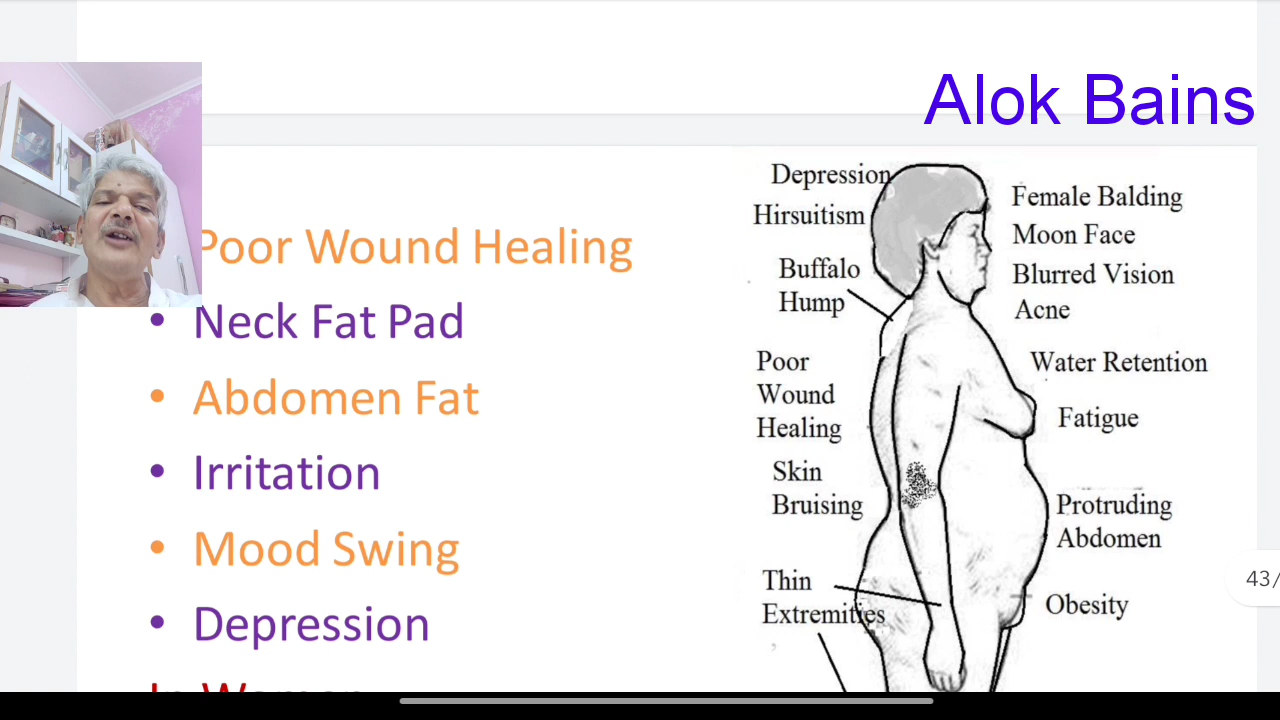 Alok Bains
Poor Wound Healing
• Neck Fat Pad
• Abdomen Fat
• Irritation
• Mood Swing
• Depression
Depression
Hirsuitism
Buffalo
Hump
Poor
Wound
Healing
Skin
Bruising
Thin
Extremities
Female Balding
Moon Face
Blurred Vision
Acne
Water Retention
Fatigue
Protruding
Abdomen
Obesity
43/